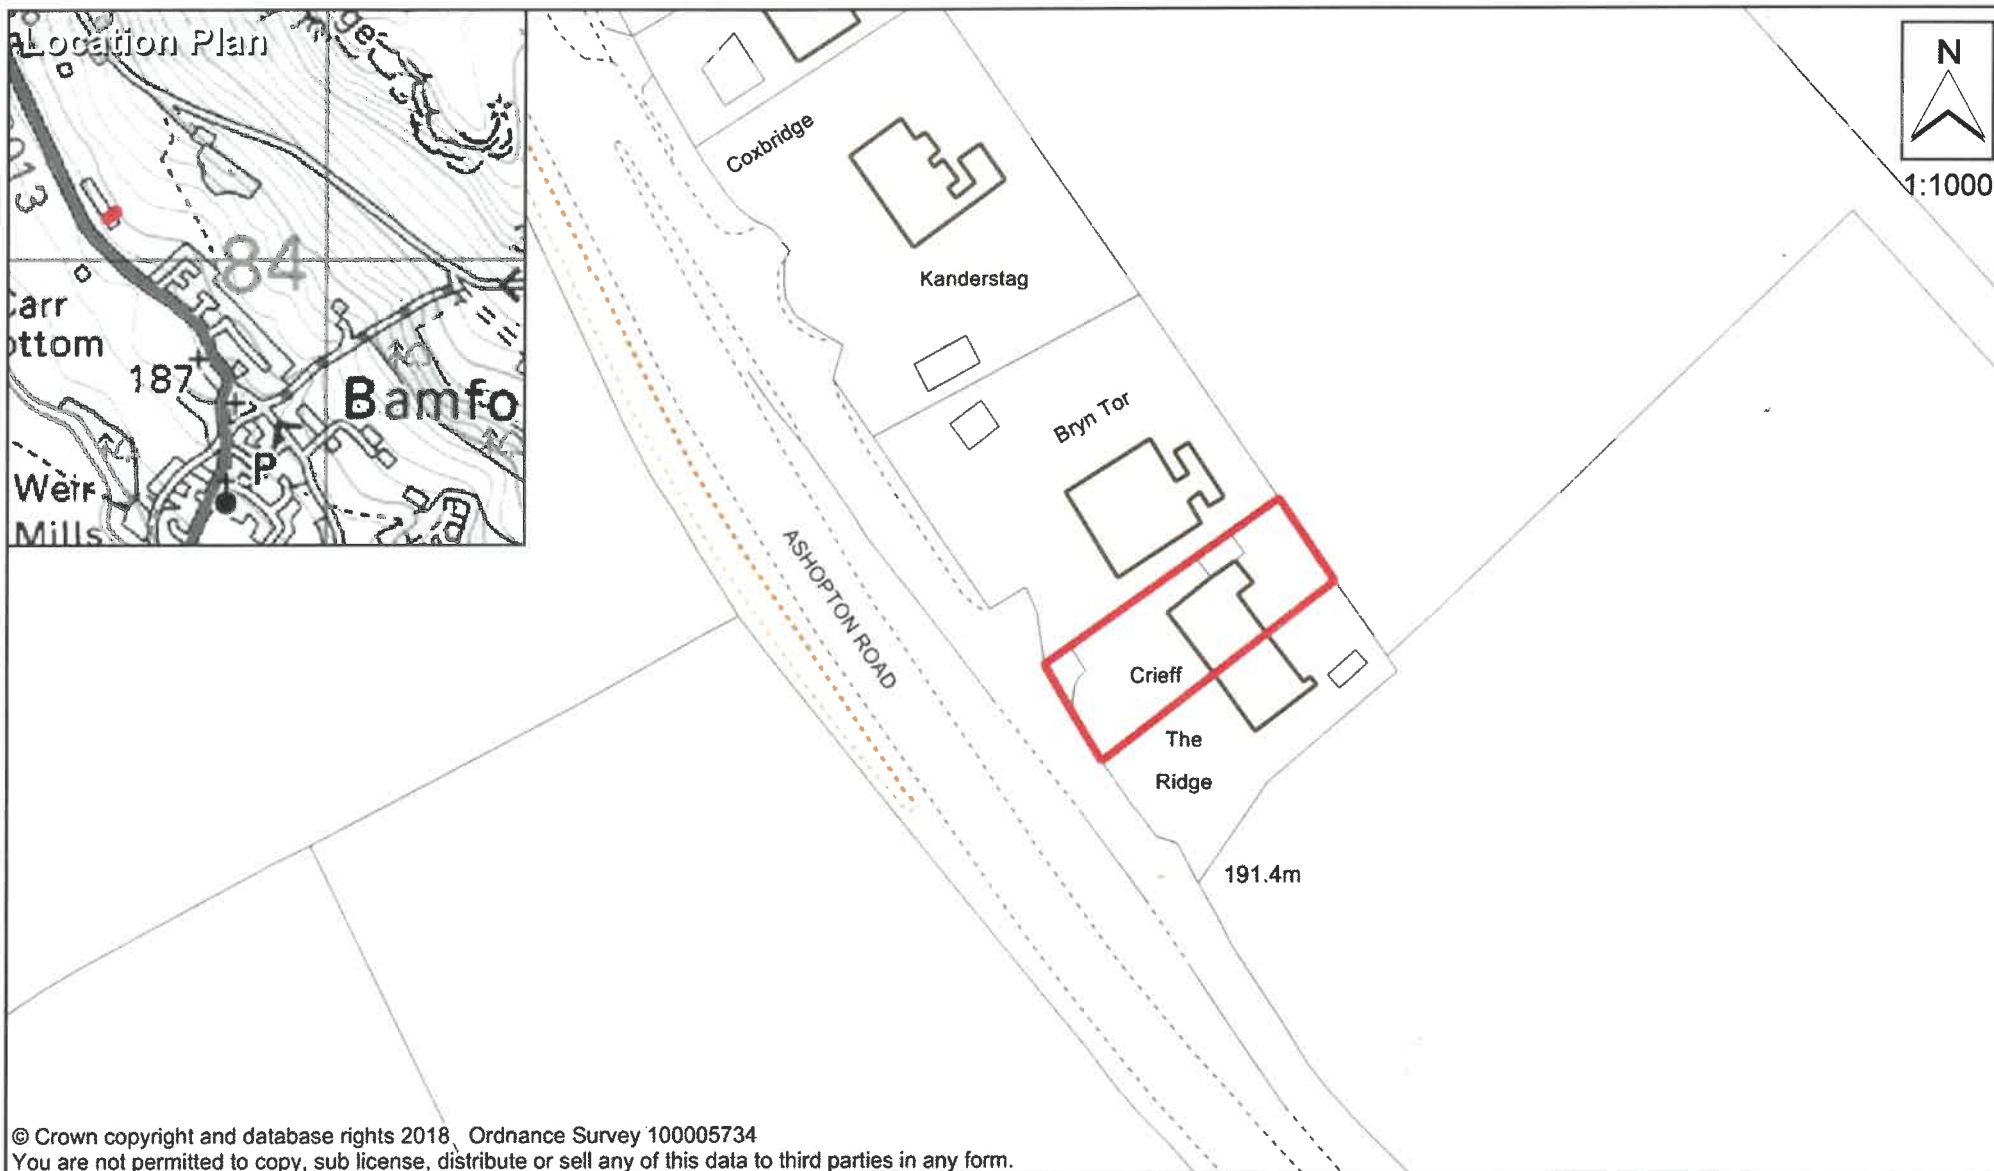 Location Plan
84
187
Bamfo
P
Weir
Mills
N
1:1000
Coxbridge
Kanderstag
Bryn Tor
ASHOPTON ROAD
Crieff
The
Ridge
191.4m
© Crown copyright and database rights 2018 Ordnance Survey 100005734
You are not permitted to copy, sub license, distribute or sell any of this data to third parties in any form.